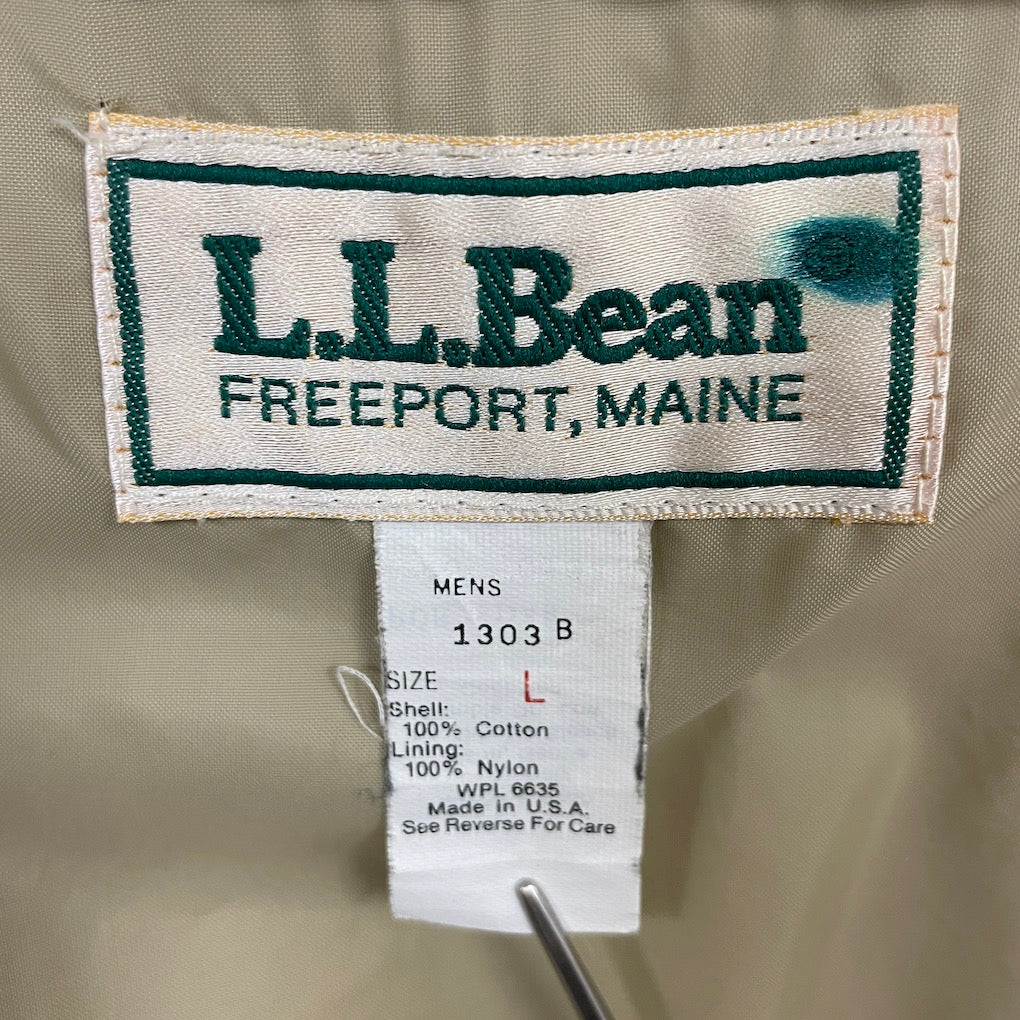 L.L.Bean
FREEPORT, MAINE
MENS
1303 B
SIZE L
Shell:
100% Cotton
Lining:
100% Nylon
WPL 6635
Made in U.S.A.
See Reverse For Care